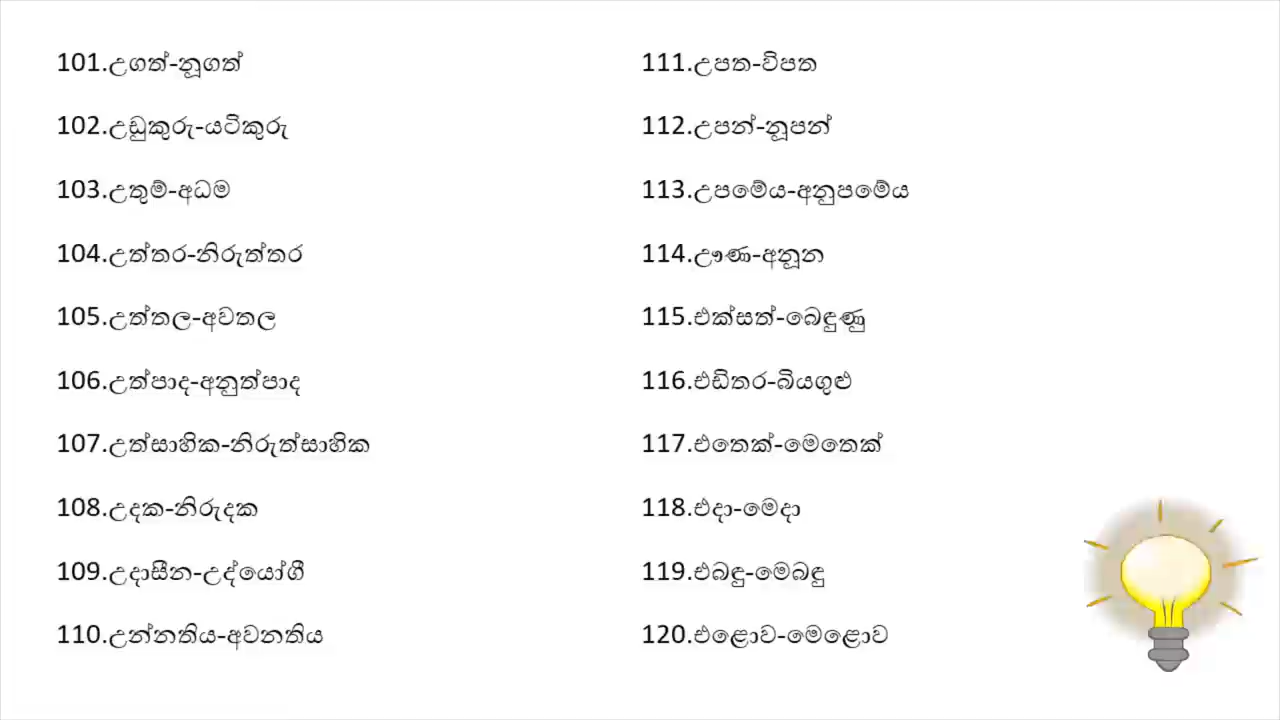 101.උගත්-නූගත්
102.උඩුකුරු-යටිකුරු
103.උතුම්-අධම
104.උත්තර-නිරුත්තර
105.උත්තල-අවතල
106.උත්පාද-අනුත්පාද
107.උත්සාහික-නිරුත්සාහික
108.උදක-නිරුදක
109.උදාසීන-උද්යෝගී
110.උන්නතිය-අවනතිය
111.උපත-විපත
112.උපන්-නූපන්
113.උපමේය-අනුපමේය
114.ඌණ-අනූන
115.එක්සත්-බෙඳුණු
116.එඩිතර-බියගුළු
117.එතෙක්-මෙතෙක්
118.එදා-මෙදා
119.එබඳු-මෙබඳු
120.එළොව-මෙළොව